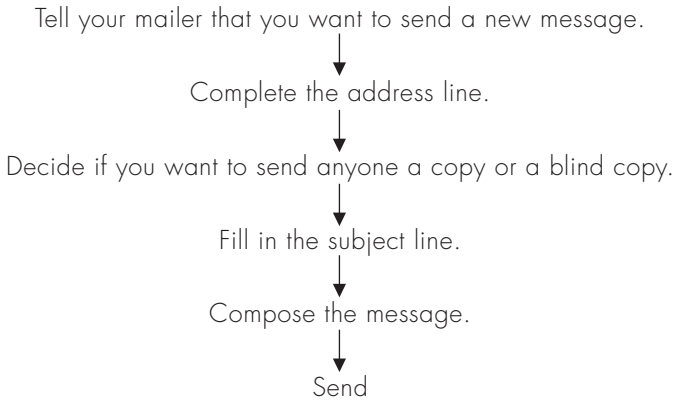 Tell your mailer that you want to send a new message.
Complete the address line.
Decide if you want to send anyone a copy or a blind copy.
Fill in the subject line.
Compose the message.
Send